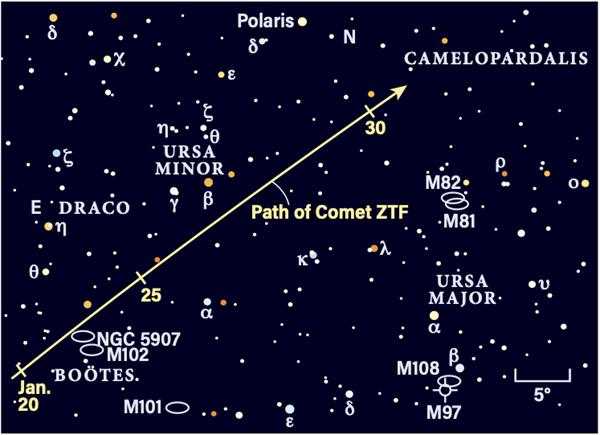 δ
Polaris
δ
N
χ
CAMELOPARDALIS
ε
ζ
η
θ
30
URSA
MINOR
ζ
ρ
M82
ο
γ
β
E DRACO
M81
Path of Comet ZTF
η
κ
λ
θ
25
URSA
MAJOR
υ
α
α
NGC 5907
M102
β
Jan.
20
BOÖTES
M108
5°
M101
ε
δ
M97